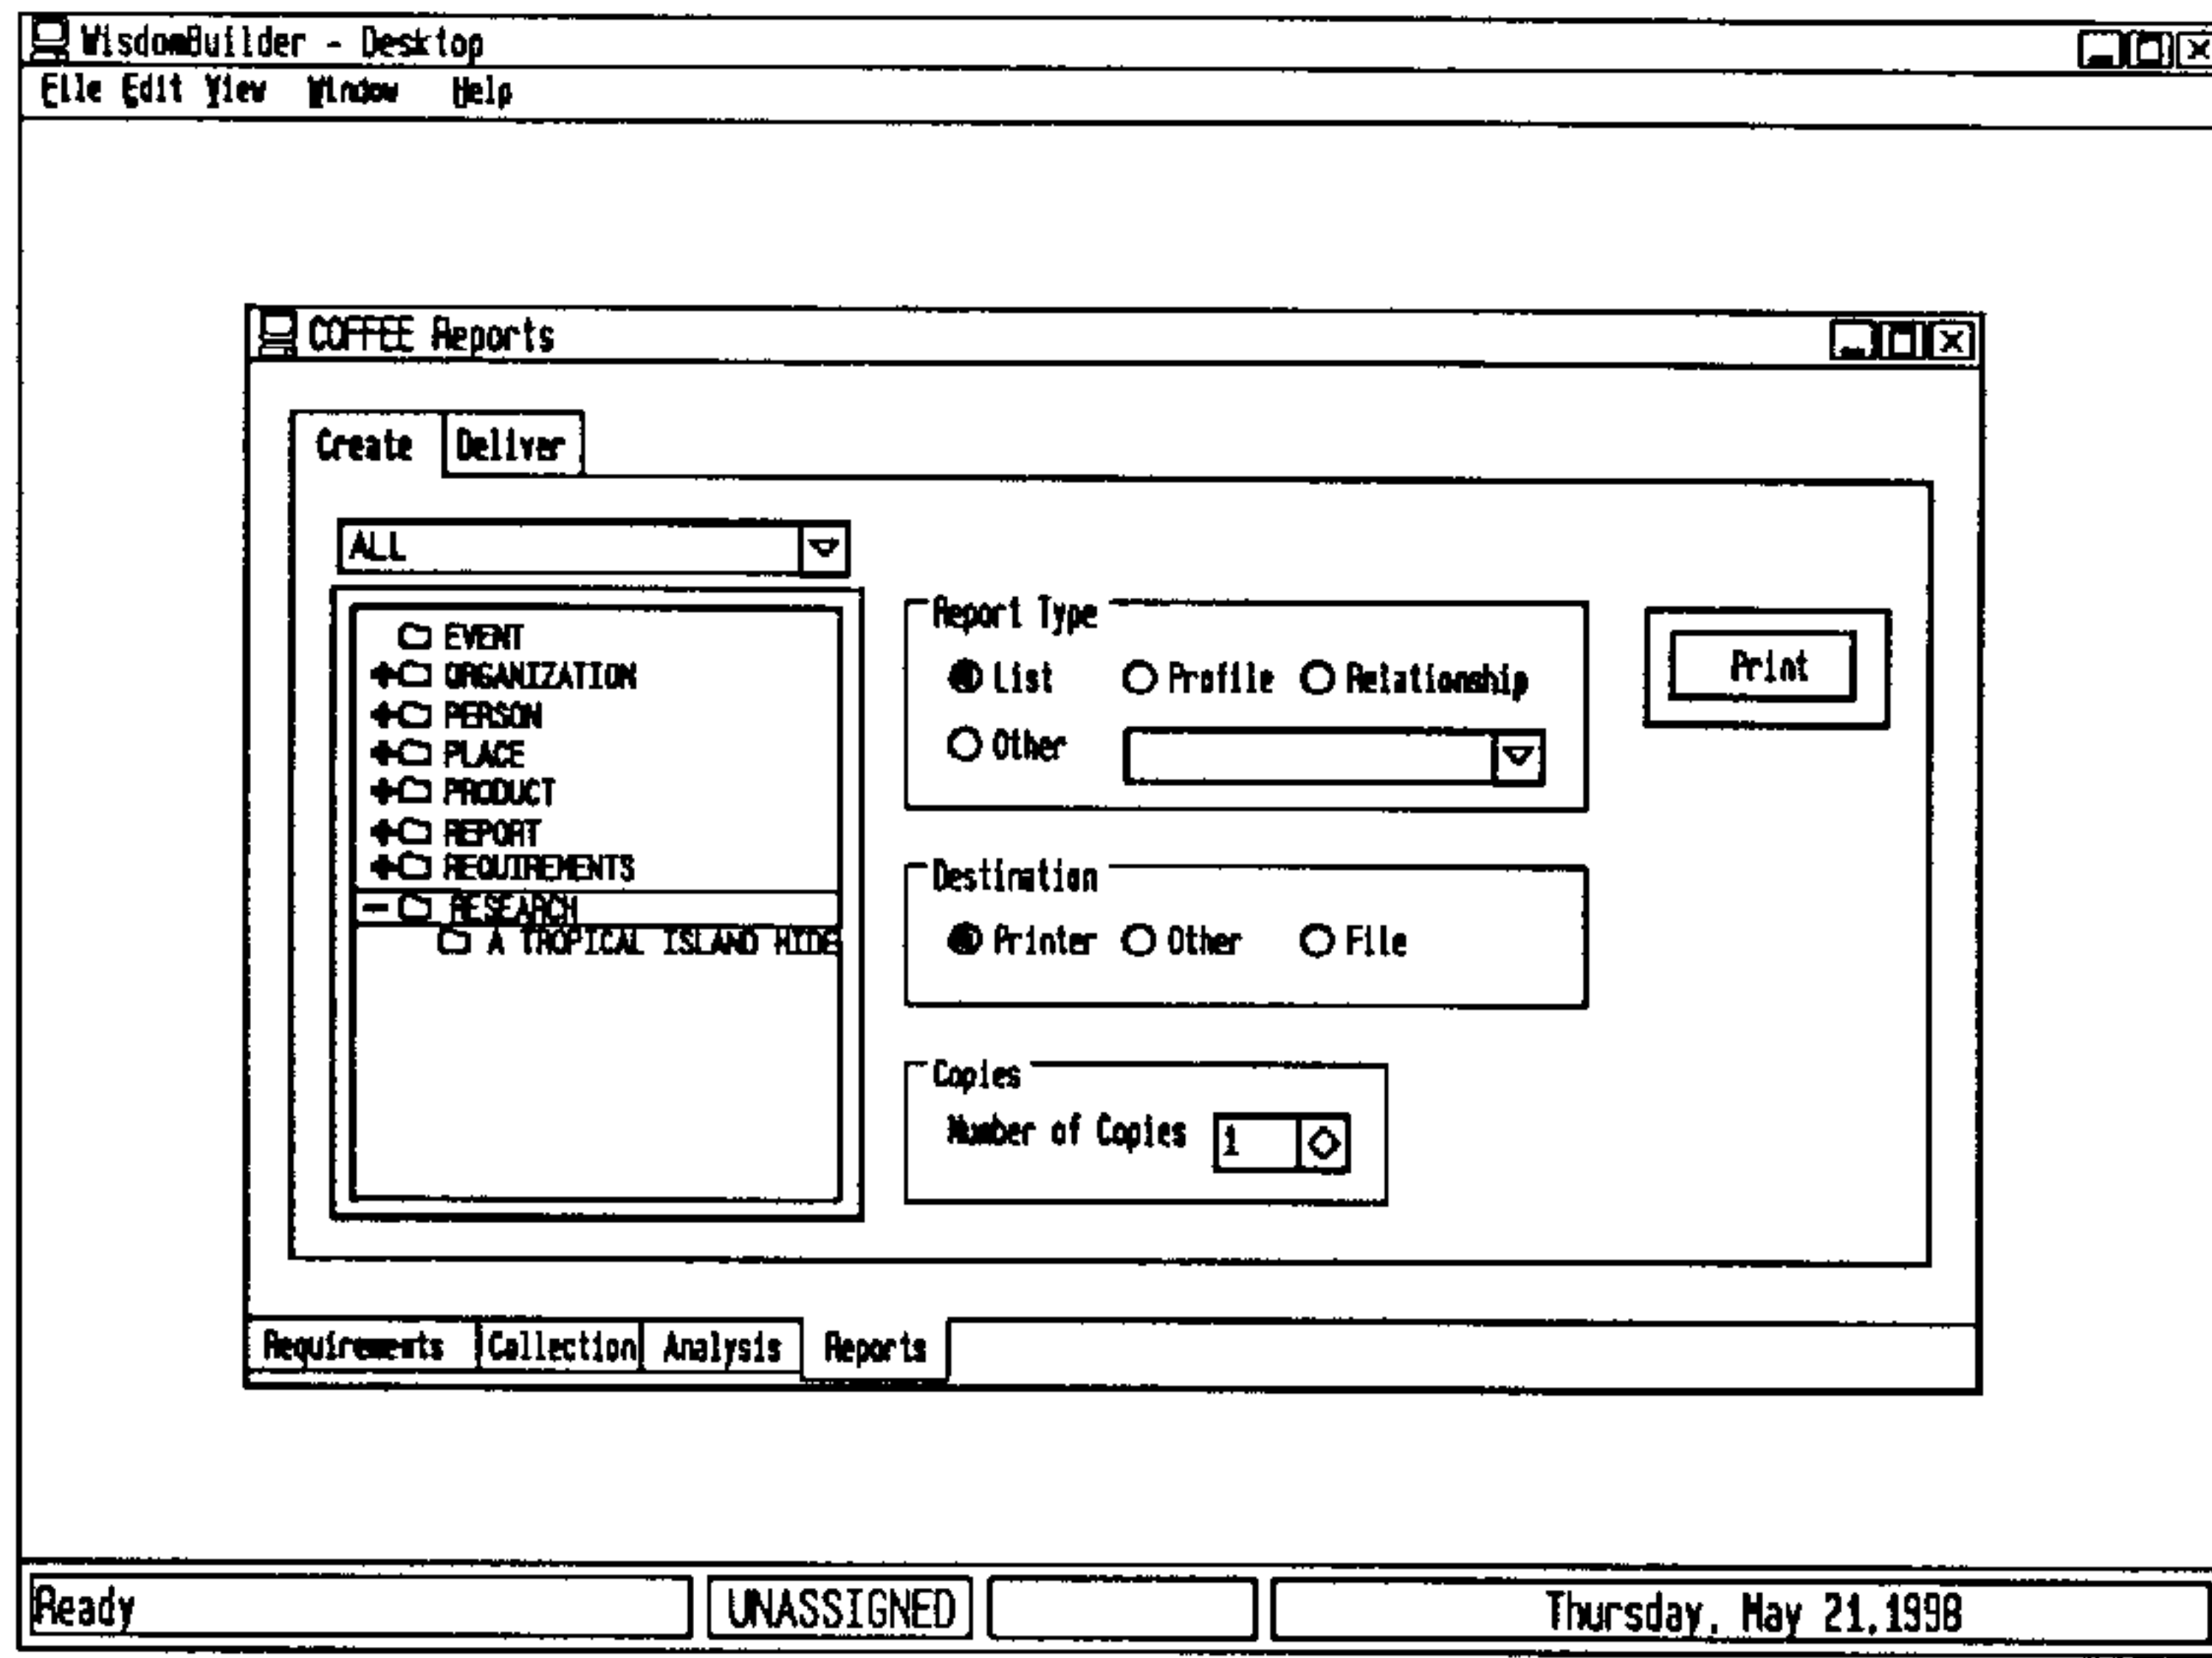 WisdomBuilder - Desktop
File Edit View Window Help
COFFEE Reports
Create Deliver
ALL
EVENT
ORGANIZATION
PERSON
PLACE
PRODUCT
REPORT
REQUIREMENTS
RESEARCH
A TROPICAL ISLAND HIDE
Report Type
List Profile Relationship
Other
Print
Destination
Printer Other File
Copies
Number of Copies 1
Requirements Collection Analysis Reports
Ready UNASSIGNED Thursday, May 21,1998